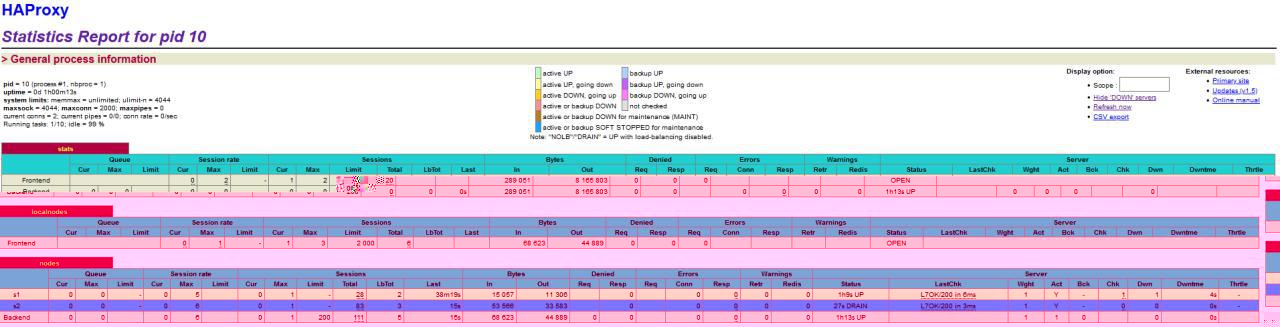 HAProxy
Statistics Report for pid 10
> General process information
pid = 10 (process #1, nbproc = 1)
uptime = 0d 1h00m13s
system limits: memmax = unlimited; ulimit-n = 4044
maxsock = 4044; maxconn = 2000; maxpipes = 0
current conns = 2; current pipes = 0/0; conn rate = 0/sec
Running tasks: 1/10; idle = 99 %
active UP backup UP
active UP, going down backup UP, going down
active DOWN, going up backup DOWN, going up
active or backup DOWN not checked
active or backup DOWN for maintenance (MAINT)
active or backup SOFT STOPPED for maintenance
Note: "NOLB"/"DRAIN" = UP with load-balancing disabled.
Display option:
• Scope :
• Hide 'DOWN' servers
• Refresh now
• CSV export
External resources:
• Primary site
• Updates (v1.5)
• Online manual
stats
Queue Session rate Sessions Bytes Denied Errors Warnings Server
Cur Max Limit Cur Max Limit Cur Max Limit Total LbTot Last In Out Req Resp Req Conn Resp Retr Redis Status LastChk Wght Act Bck Chk Dwn Dwntme Thrtle
Frontend 0 2 1 2 20 289 051 8 166 803 0 0 0 OPEN
Backend 0 0 0 0 0 0 0s 289 051 8 166 803 0 0 0 0 0 0 1h13s UP 0 0 0 0
localnodes
Queue Session rate Sessions Bytes Denied Errors Warnings Server
Cur Max Limit Cur Max Limit Cur Max Limit Total LbTot Last In Out Req Resp Req Conn Resp Retr Redis Status LastChk Wght Act Bck Chk Dwn Dwntme Thrtle
Frontend 0 1 - 1 3 2 000 6 68 623 44 889 0 0 0 OPEN
nodes
Queue Session rate Sessions Bytes Denied Errors Warnings Server
Cur Max Limit Cur Max Limit Cur Max Limit Total LbTot Last In Out Req Resp Req Conn Resp Retr Redis Status LastChk Wght Act Bck Chk Dwn Dwntme Thrtle
s1 0 0 - 0 5 0 1 - 28 2 38m19s 15 057 11 306 0 0 0 0 0 1h9s UP L7OK/200 in 6ms 1 Y - 1 1 4s -
s2 0 0 - 0 6 0 1 - 83 3 15s 53 566 33 583 0 0 0 0 0 27s DRAIN L7OK/200 in 3ms 1 Y - 0 0 0s -
Backend 0 0 0 6 0 1 200 111 5 15s 68 623 44 889 0 0 0 0 0 0 1h13s UP 1 1 0 0 0s